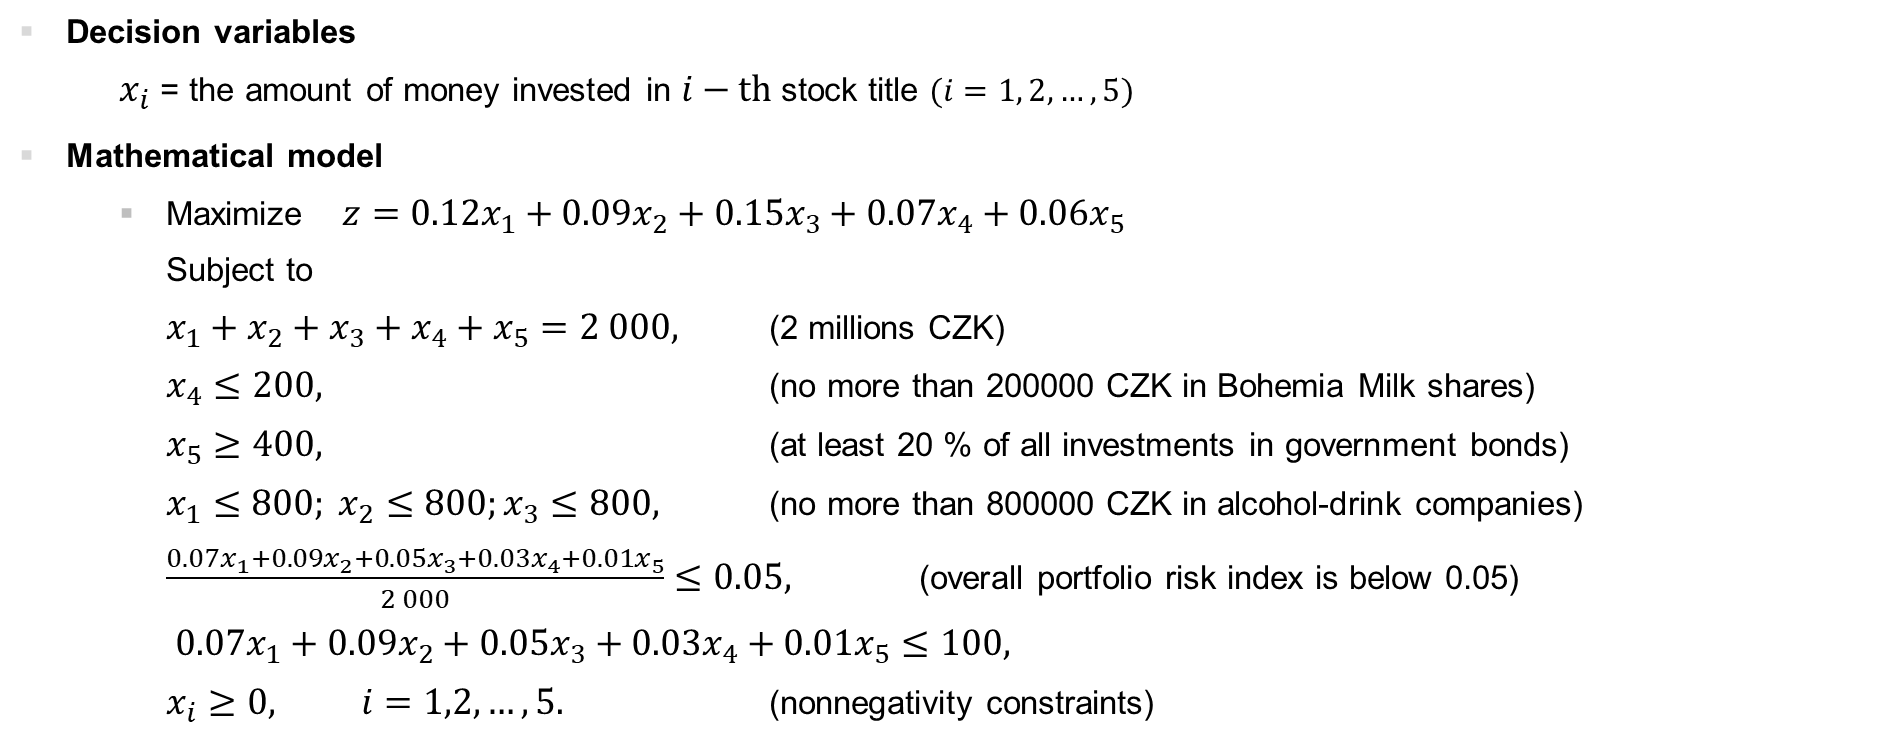 ▪ Decision variables
xᵢ = the amount of money invested in i − th stock title (i = 1, 2, ..., 5)
▪ Mathematical model
▪ Maximize z = 0.12x₁ + 0.09x₂ + 0.15x₃ + 0.07x₄ + 0.06x₅
Subject to
x₁ + x₂ + x₃ + x₄ + x₅ = 2 000, (2 millions CZK)
x₄ ≤ 200, (no more than 200000 CZK in Bohemia Milk shares)
x₅ ≥ 400, (at least 20 % of all investments in government bonds)
x₁ ≤ 800; x₂ ≤ 800; x₃ ≤ 800, (no more than 800000 CZK in alcohol-drink companies)
0.07x₁+0.09x₂+0.05x₃+0.03x₄+0.01x₅
2 000
≤ 0.05, (overall portfolio risk index is below 0.05)
0.07x₁ + 0.09x₂ + 0.05x₃ + 0.03x₄ + 0.01x₅ ≤ 100,
xᵢ ≥ 0, i = 1,2, ..., 5. (nonnegativity constraints)